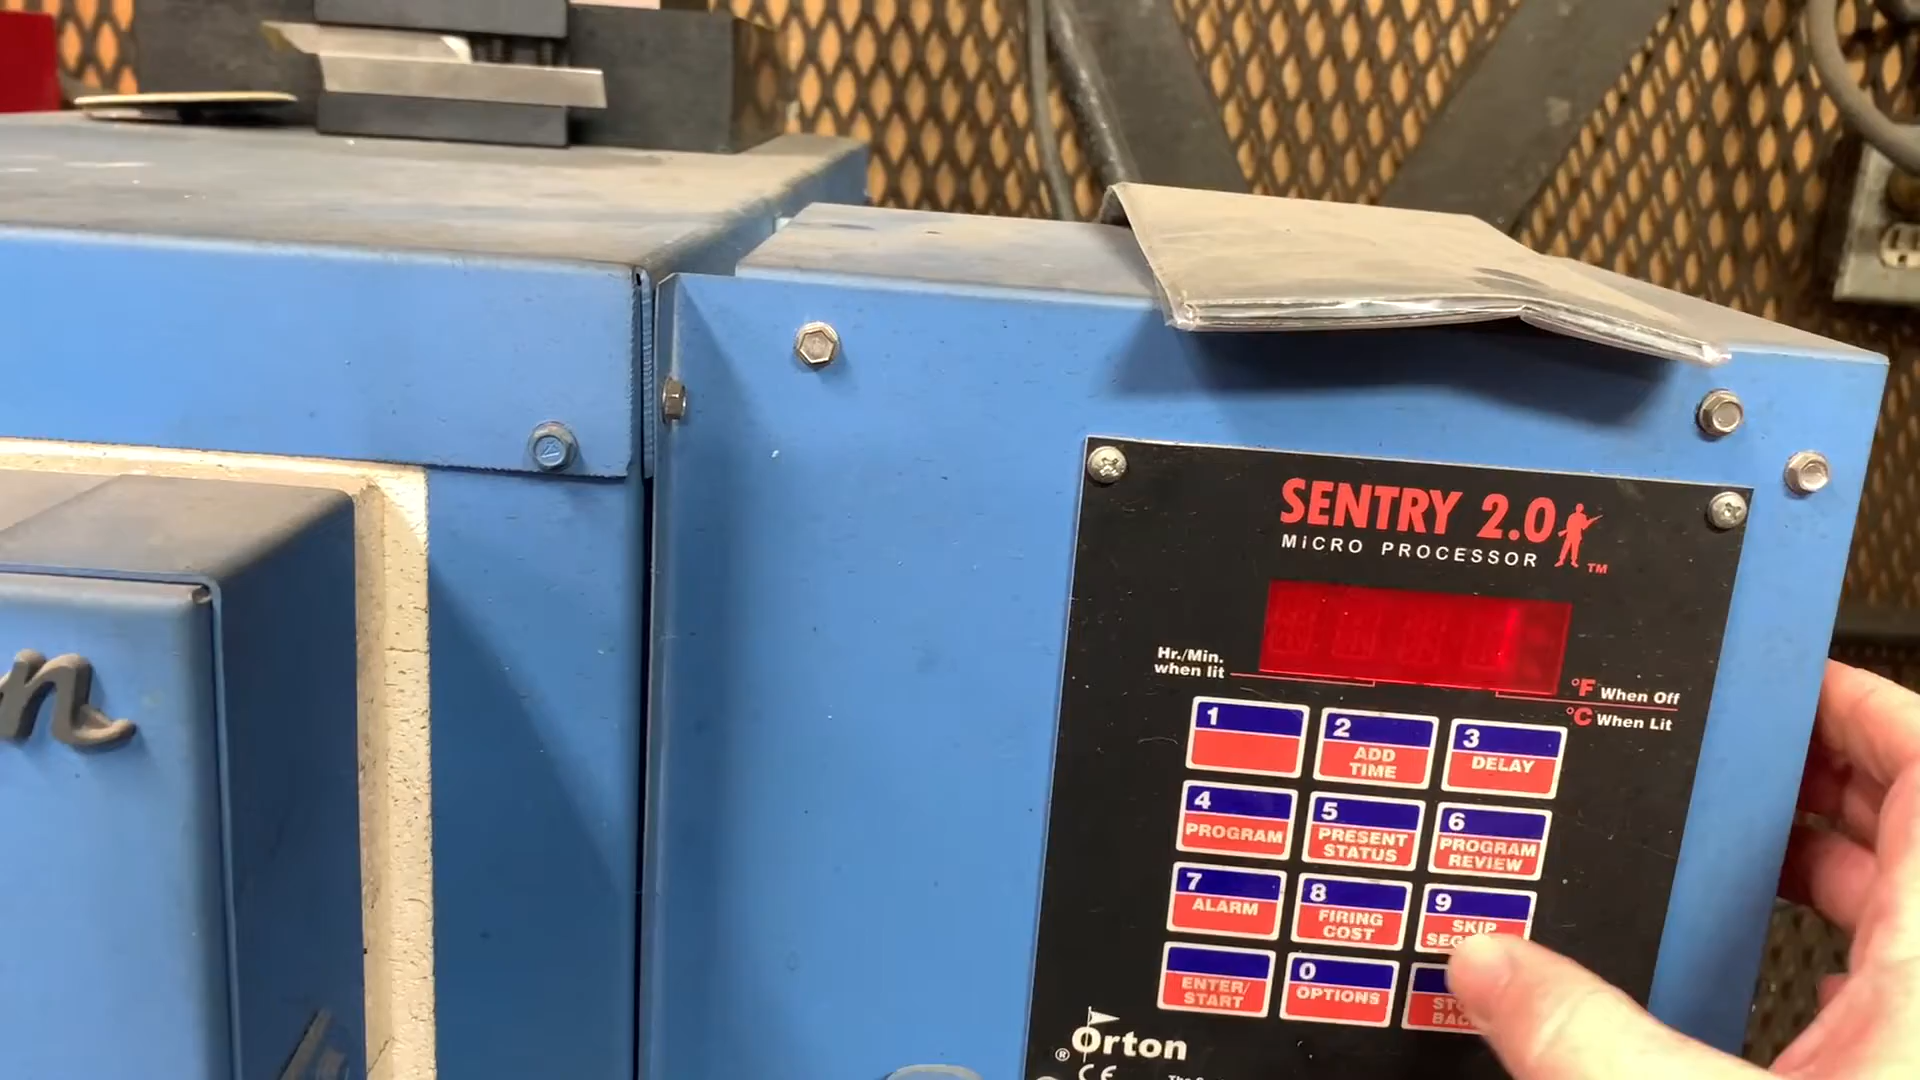 SENTRY 2.0
MiCRO PROCESSOR
TM
Hr./Min.
when lit
°F When Off
°C When Lit
1
2
ADD
TIME
3
DELAY
4
PROGRAM
5
PRESENT
STATUS
6
PROGRAM
REVIEW
7
ALARM
8
FIRING
COST
9
SKIP
ENTER/
START
0
OPTIONS
® Orton
CE
n